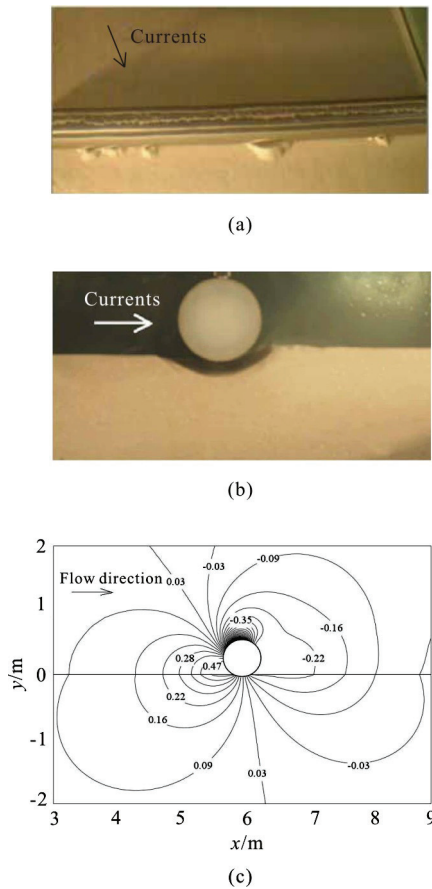 Currents
(a)
Currents
(b)
2
0.03
-0.03
-0.09
Flow direction
1
-0.35
-0.16
0.28
0.47
-0.22
y/m
0
0.22
0.16
-1
0.09
0.03
-0.03
-2
3 4 5 6 7 8 9
x/m
(c)